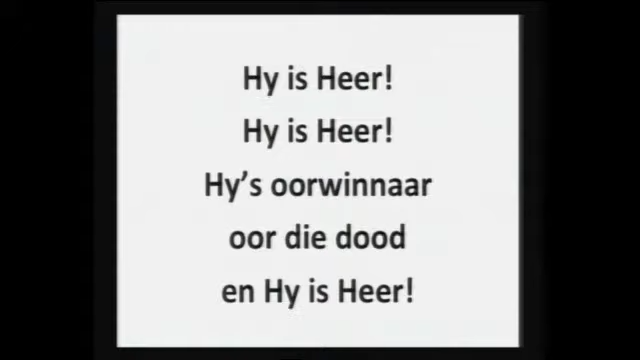 Hy is Heer!
Hy is Heer!
Hy’s oorwinnaar
oor die dood
en Hy is Heer!